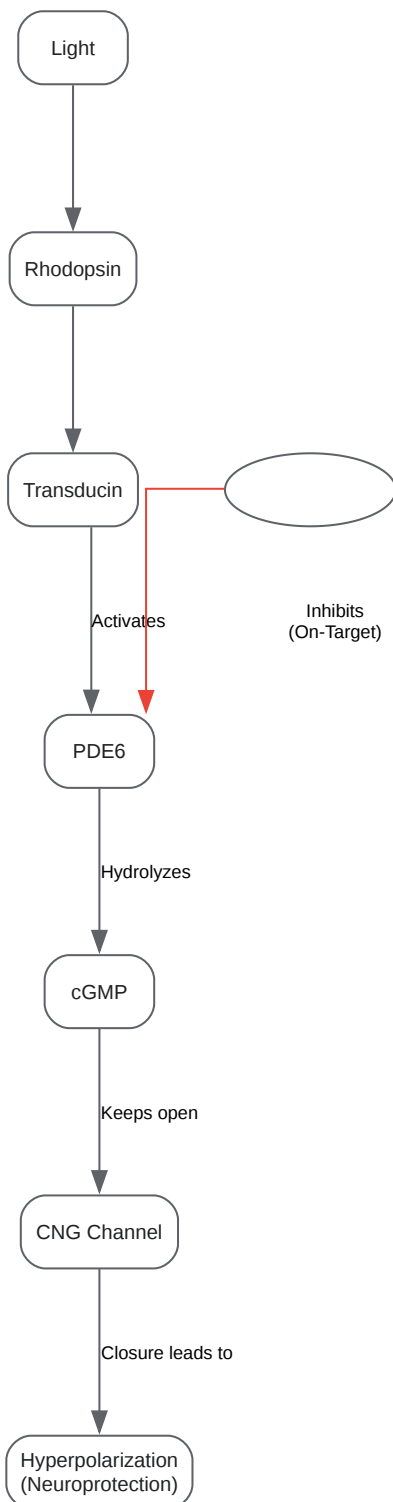 Light
Rhodopsin
Transducin
Activates
Inhibits
(On-Target)
PDE6
Hydrolyzes
cGMP
Keeps open
CNG Channel
Closure leads to
Hyperpolarization
(Neuroprotection)